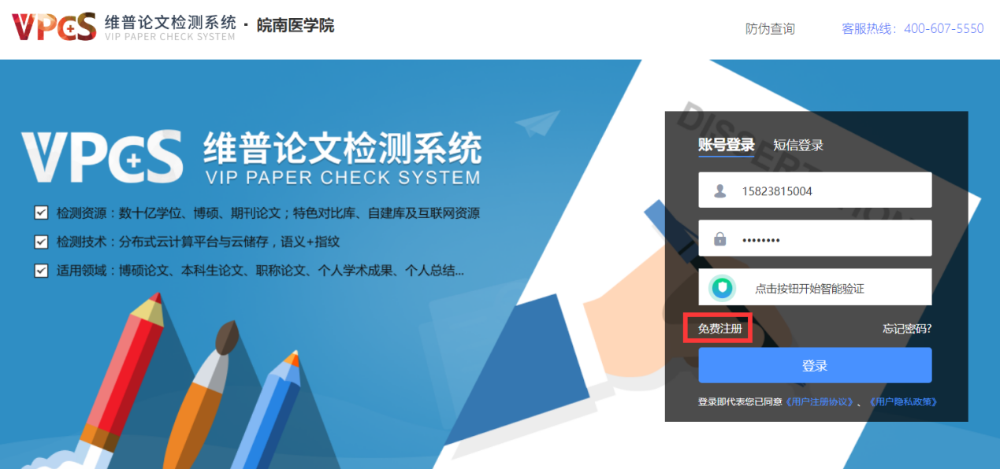 VPCS 维普论文检测系统 · 皖南医学院
VIP PAPER CHECK SYSTEM
防伪查询 客服热线：400-607-5550
VPCS 维普论文检测系统
VIP PAPER CHECK SYSTEM
检测资源：数十亿学位、博硕、期刊论文；特色对比库、自建库及互联网资源
检测技术：分布式云计算平台与云储存，语义+指纹
适用领域：博硕论文、本科生论文、职称论文、个人学术成果、个人总结...
账号登录 短信登录
15823815004
••••••••
点击按钮开始智能验证
免费注册 忘记密码?
登录
登录即代表您已同意《用户注册协议》、《用户隐私政策》